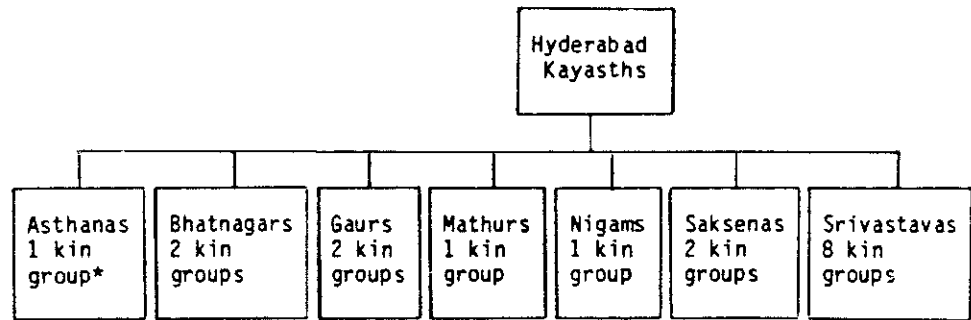 Hyderabad
Kayasths
Asthanas
1 kin
group*
Bhatnagars
2 kin
groups
Gaurs
2 kin
groups
Mathurs
1 kin
group
Nigams
1 kin
group
Saksenas
2 kin
groups
Srivastavas
8 kin
groups